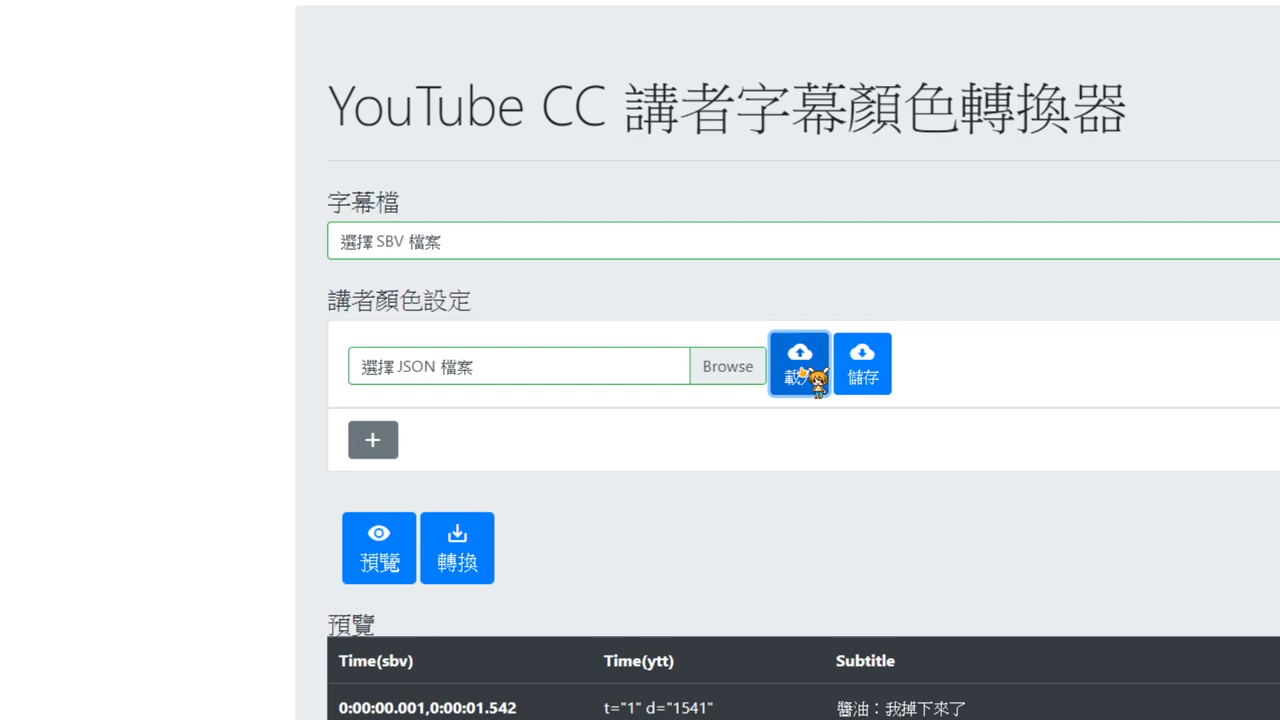 YouTube CC 講者字幕顏色轉換器
字幕檔
選擇 SBV 檔案
講者顏色設定
選擇 JSON 檔案 Browse 儲存
+
預覽 轉換
預覽
Time(sbv) Time(ytt) Subtitle
0:00:00.001,0:00:01.542 t="1" d="1541" 醬油：我掉下來了